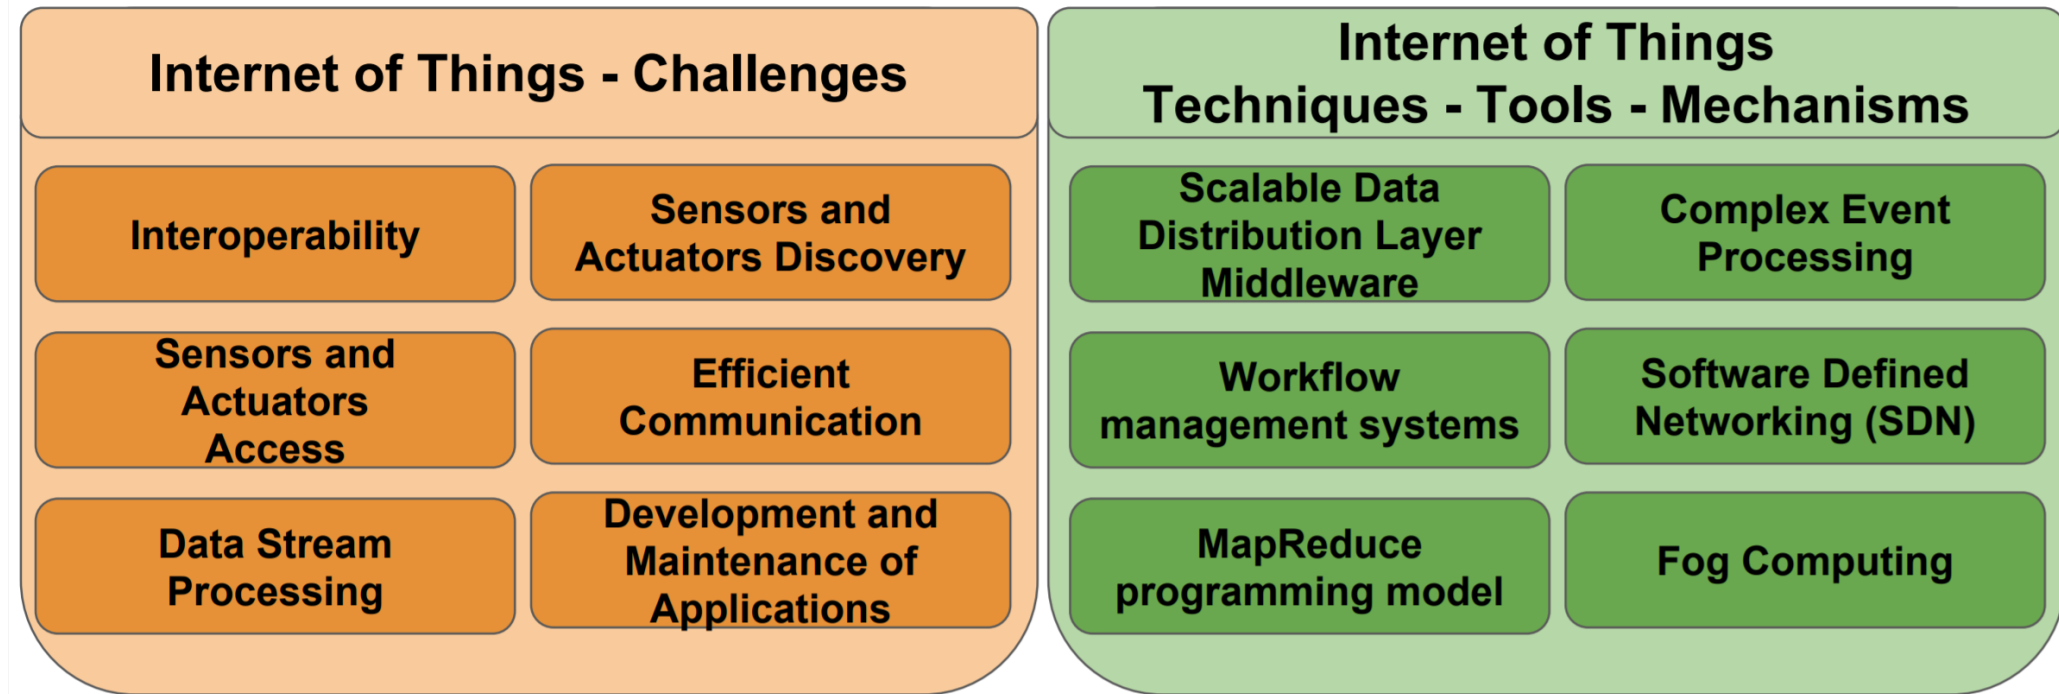 Internet of Things - Challenges
Interoperability
Sensors and
Actuators Discovery
Sensors and
Actuators
Access
Efficient
Communication
Data Stream
Processing
Development and
Maintenance of
Applications
Internet of Things
Techniques - Tools - Mechanisms
Scalable Data
Distribution Layer
Middleware
Complex Event
Processing
Workflow
management systems
Software Defined
Networking (SDN)
MapReduce
programming model
Fog Computing